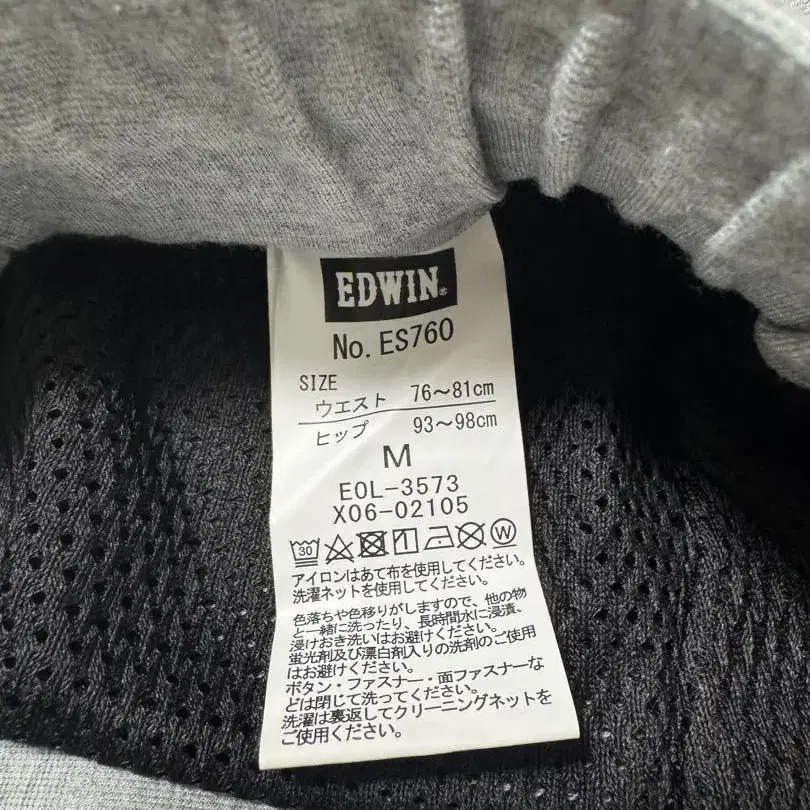 EDWIN®
No. ES760
SIZE
ウエスト 76～81cm
ヒップ 93～98cm
M
E0L-3573
X06-02105
30 W
アイロンはあて布を使用してください。
洗濯ネットを使用してください。
色落ちや色移りがしますので、他の物
と一緒に洗ったり、長時間水に浸漬、
浸けおき洗いはお避けください。
蛍光剤及び漂白剤入りの洗剤のご使用
はお避けください。
ボタン・ファスナー・面ファスナーな
どは閉じて洗ってください。
洗濯は裏返してクリーニングネットを
ご使用ください。